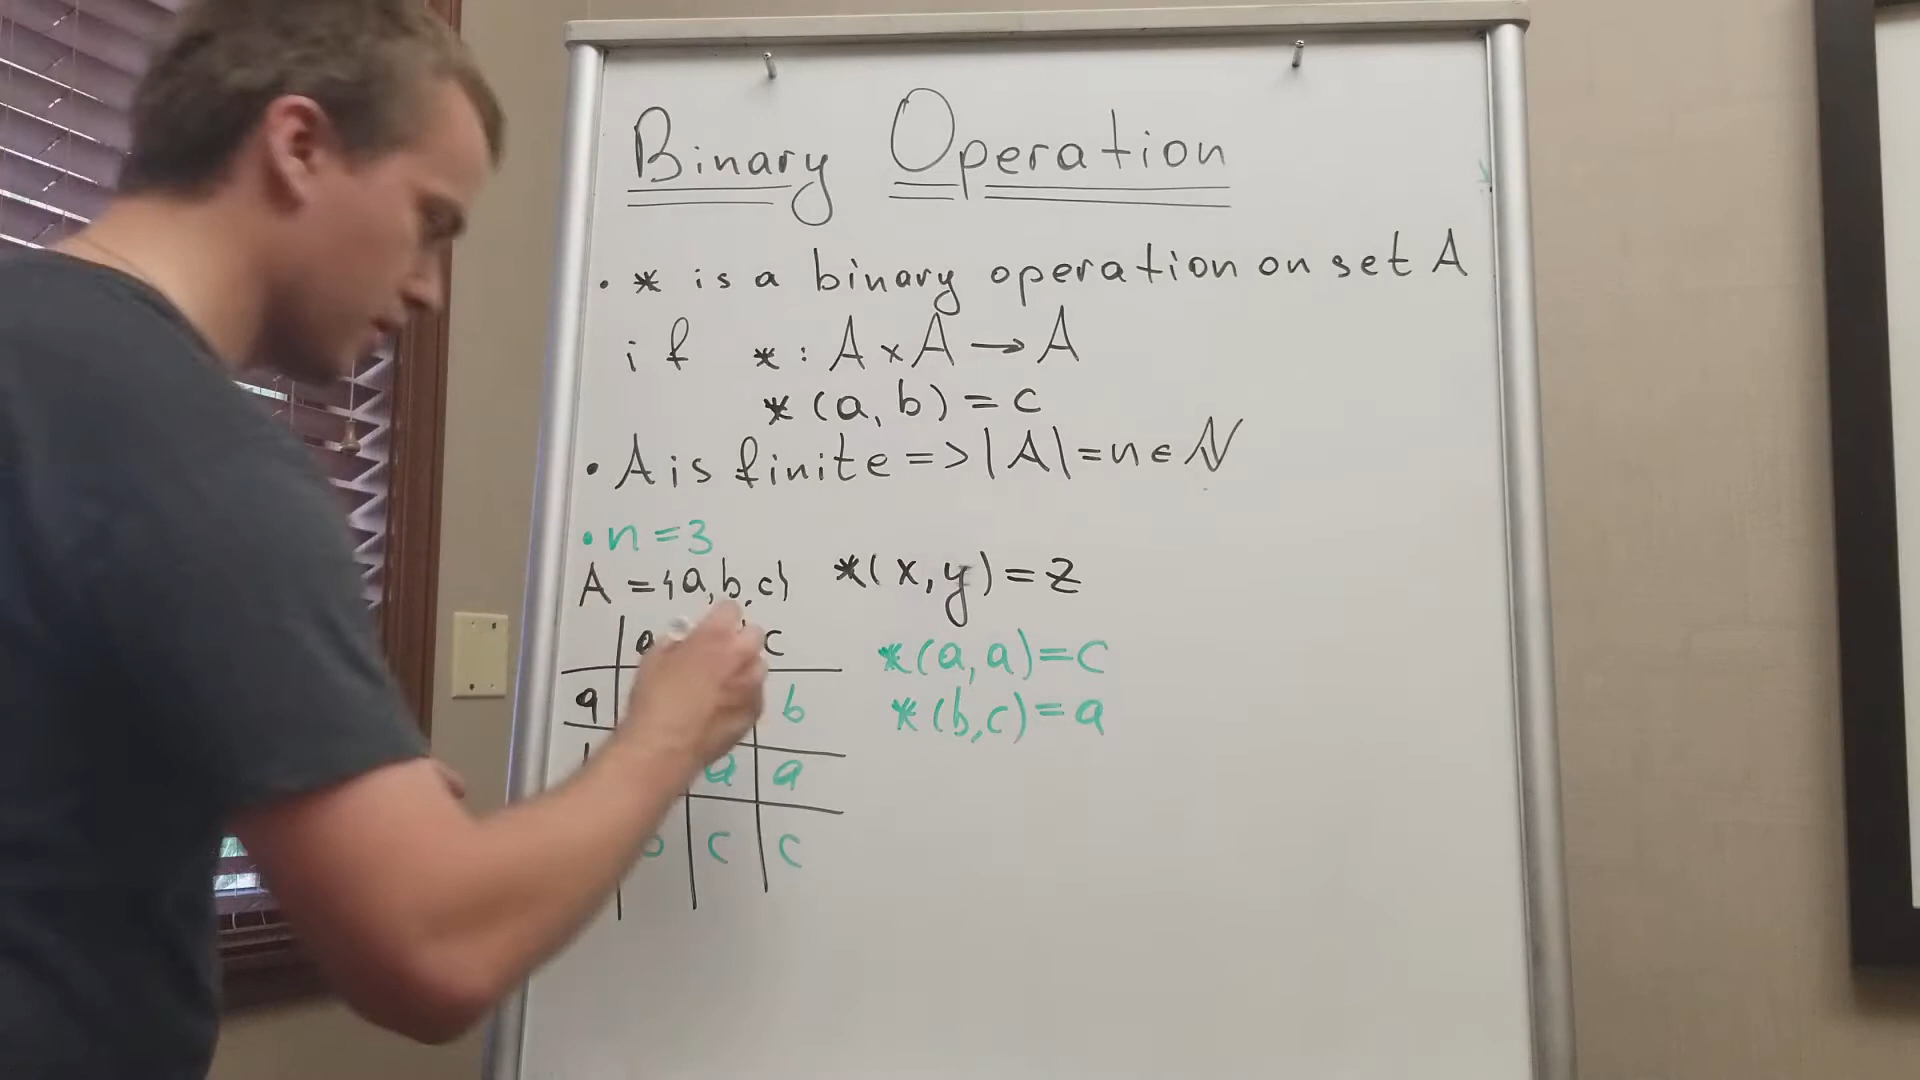 Binary Operation
• * is a binary operation on set A
if * : A × A → A
*(a, b) = c
• A is finite => |A| = n ∈ ℕ
• n = 3
A = {a, b, c} *(x, y) = z
a c
*(a, a) = c
a b
*(b, c) = a
a a
c c